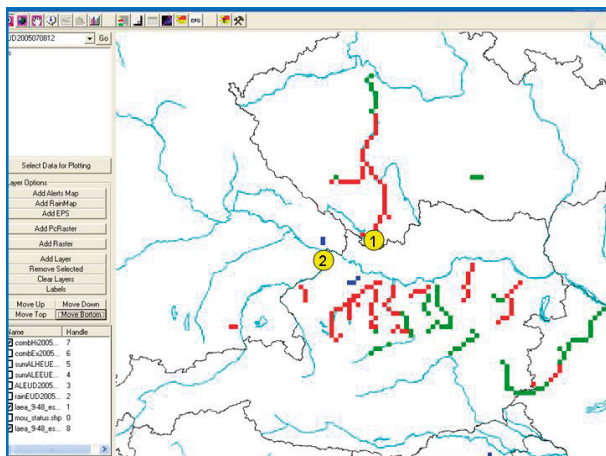 EPS
UD2005070812
Go
Select Data for Plotting
Layer Options
Add Alerts Map
Add RainMap
Add EPS
Add PcRaster
Add Raster
Add Layer
Remove Selected
Clear Layers
Labels
Move Up Move Down
Move Top Move Bottom
Name Handle
combHi2005... 7
combEx2005... 6
sumALHEUE... 5
sumALEEUE... 4
ALEUD2005... 3
rainEUD2005... 2
laea_9-48_es... 1
mou_status.shp 0
laea_9-48_es... 8
1
2